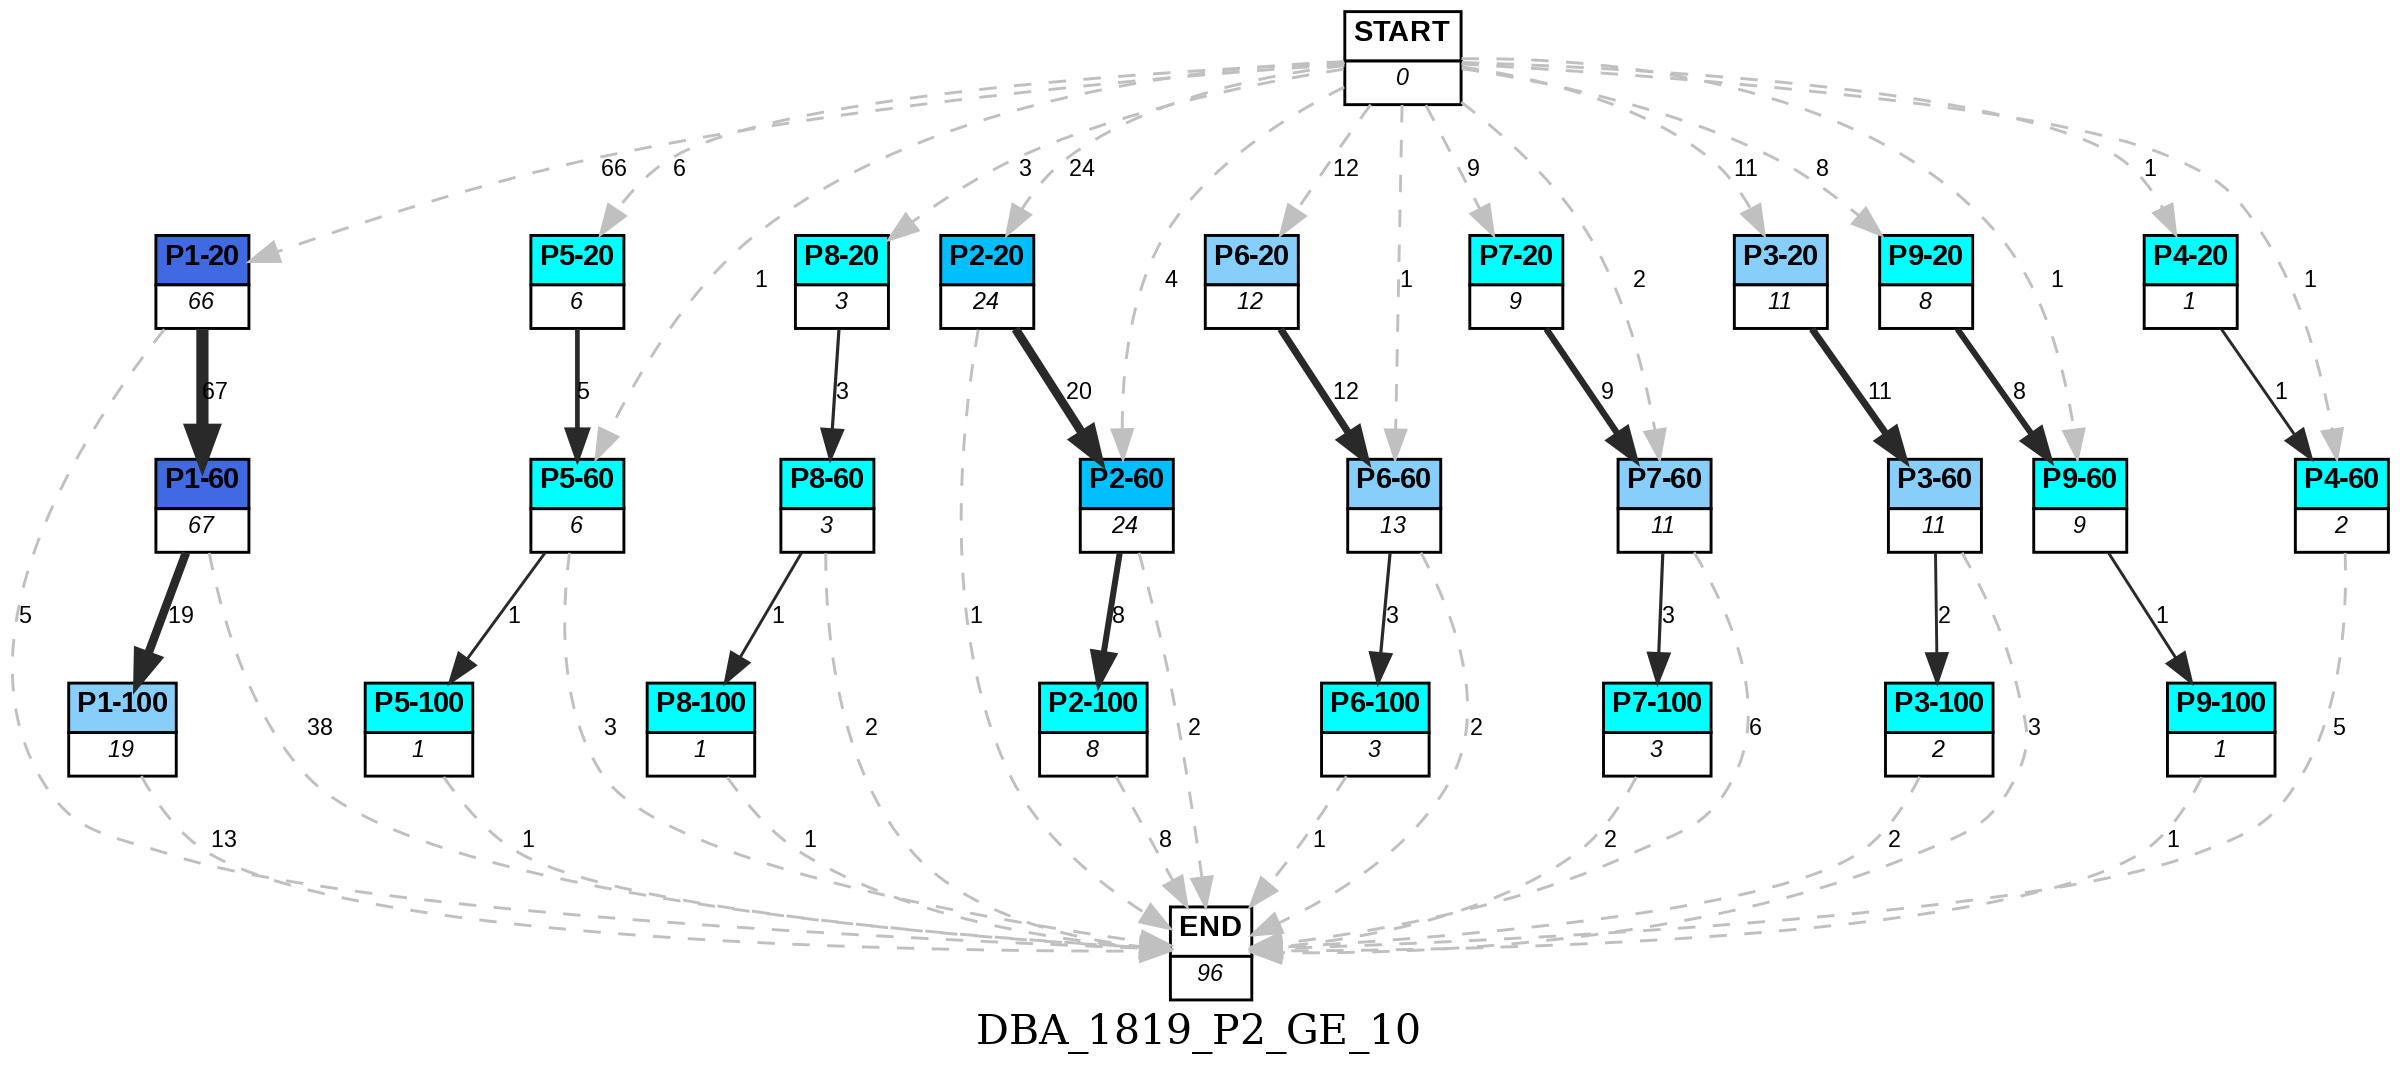 START
0
66 6 3 24 12 9 11 8 1
P1-20 P5-20 P8-20 P2-20 P6-20 P7-20 P3-20 P9-20 P4-20
1 4 1 2 1 1
66 6 3 24 12 9 11 8 1
67 5 3 20 12 9 11 8 1
P1-60 P5-60 P8-60 P2-60 P6-60 P7-60 P3-60 P9-60 P4-60
67 6 3 24 13 11 11 9 2
5 19 1 1 1 8 3 3 2 1
P1-100 P5-100 P8-100 P2-100 P6-100 P7-100 P3-100 P9-100
38 3 2 2 2 6 3 5
19 1 1 8 3 3 2 1
13 1 1 8 1 2 2 1
END
96
DBA_1819_P2_GE_10